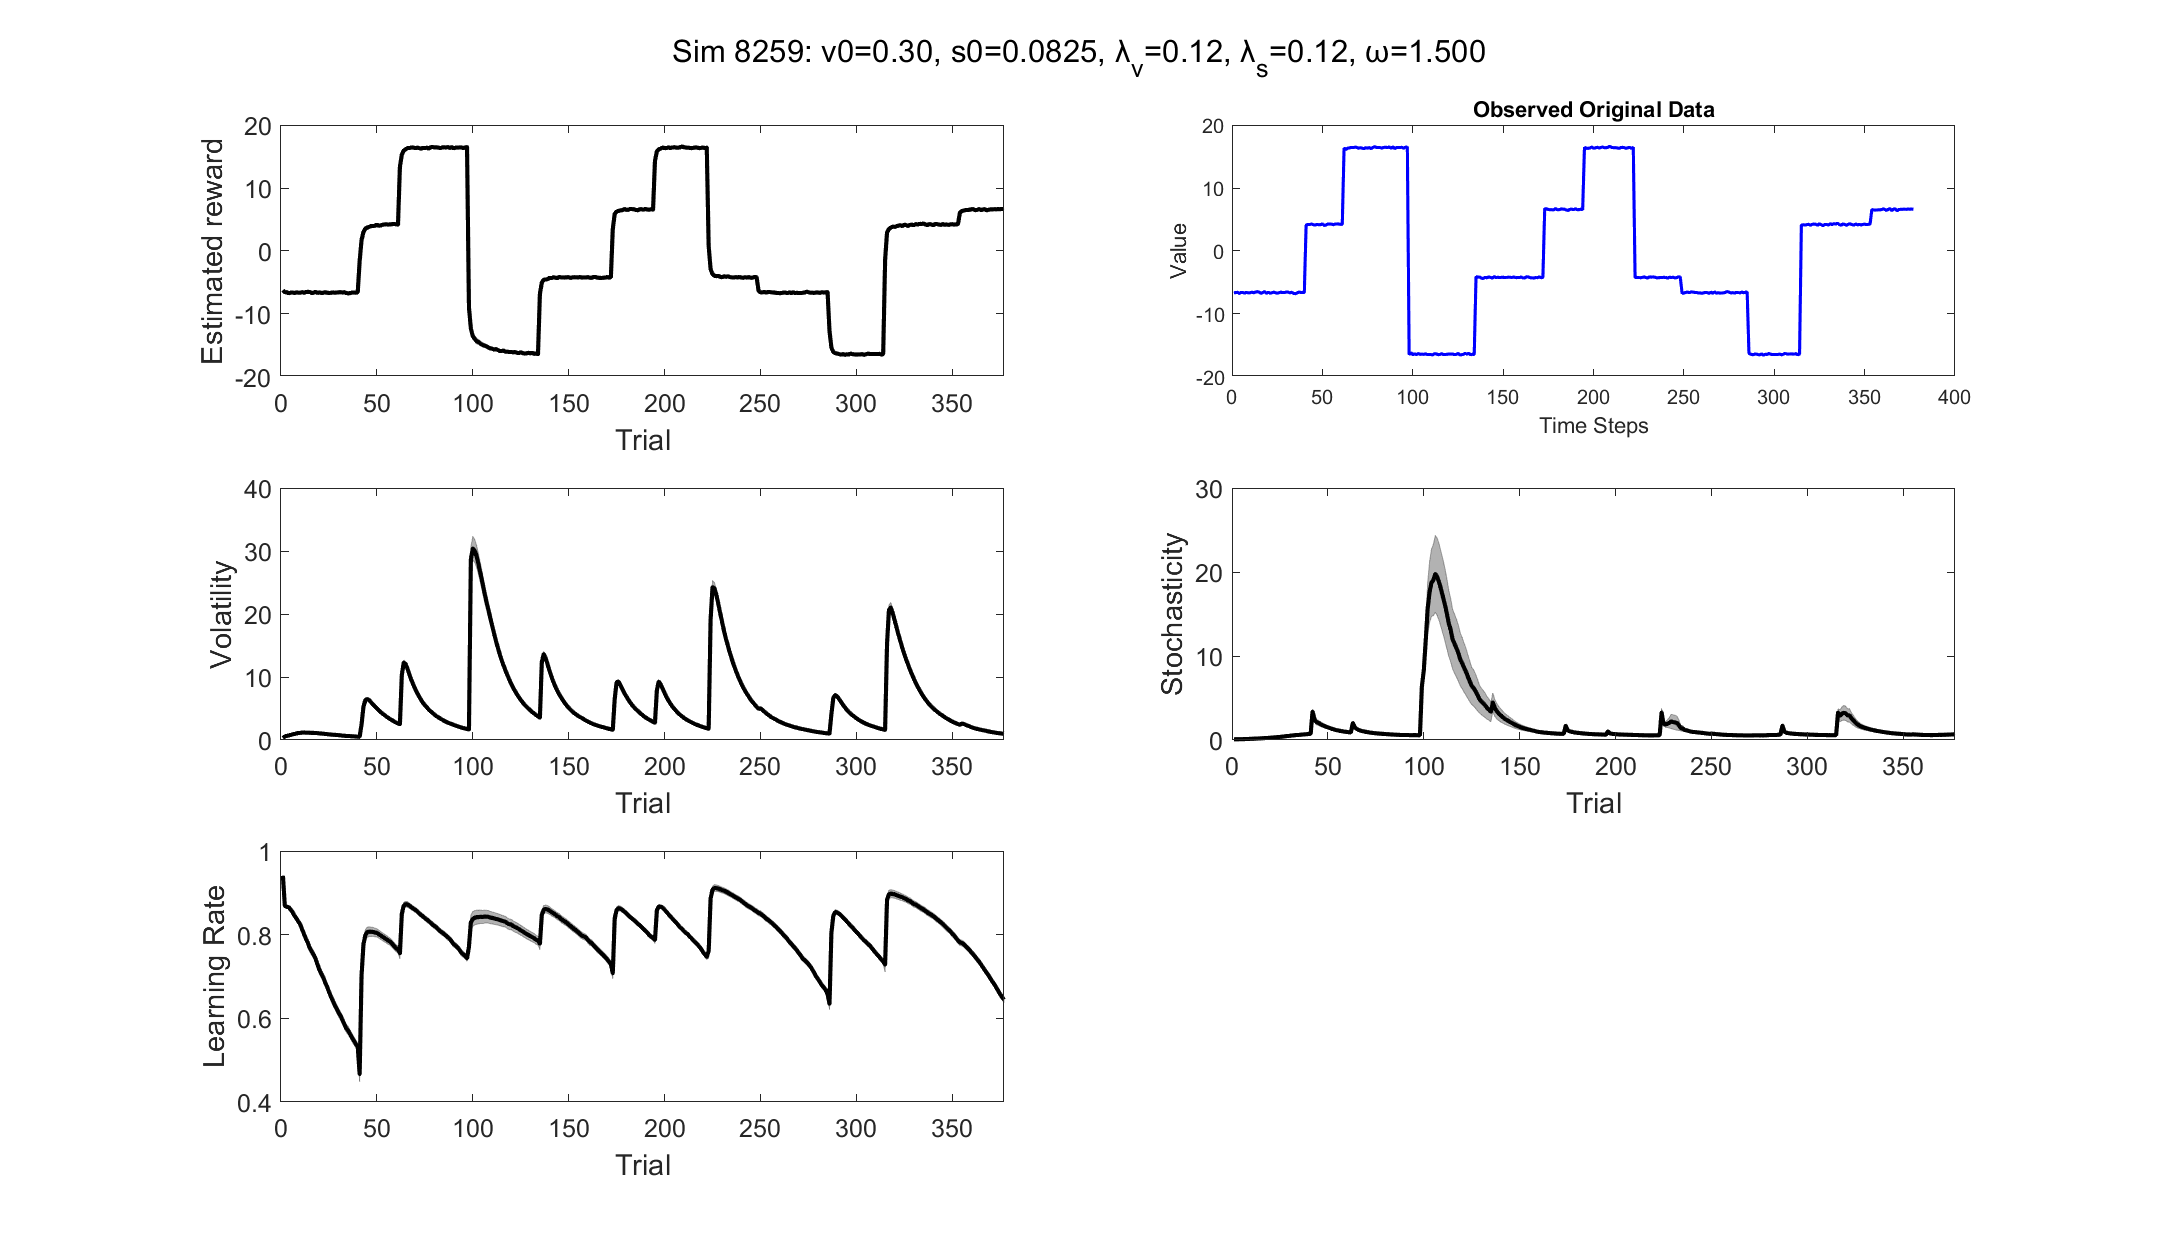 Sim 8259: v0=0.30, s0=0.0825, λv=0.12, λs=0.12, ω=1.500
Estimated reward
20
10
0
-10
-20
0 50 100 150 200 250 300 350
Trial
Observed Original Data
Value
20
10
0
-10
-20
0 50 100 150 200 250 300 350 400
Time Steps
Volatility
40
30
20
10
0
0 50 100 150 200 250 300 350
Trial
Stochasticity
30
20
10
0
0 50 100 150 200 250 300 350
Trial
Learning Rate
1
0.8
0.6
0.4
0 50 100 150 200 250 300 350
Trial